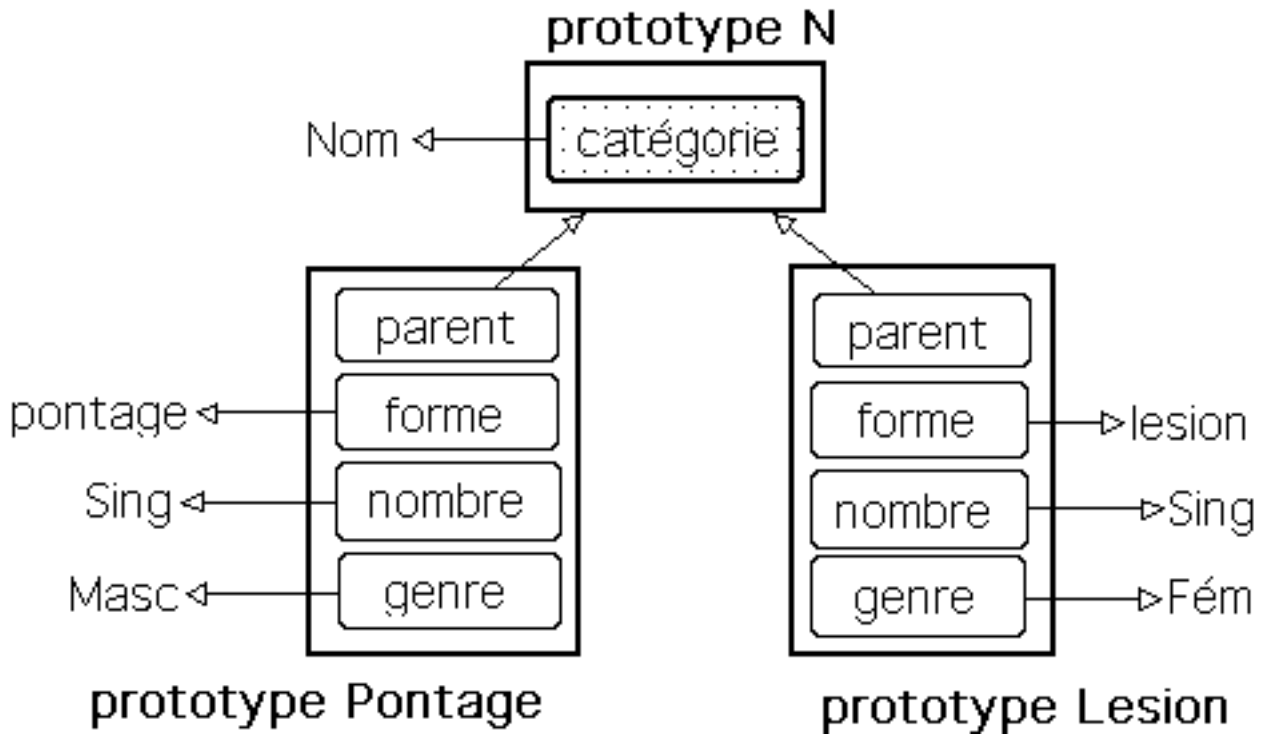 prototype N
Nom
catégorie
parent
forme
nombre
genre
pontage
Sing
Masc
prototype Pontage
parent
forme
nombre
genre
lesion
Sing
Fém
prototype Lesion